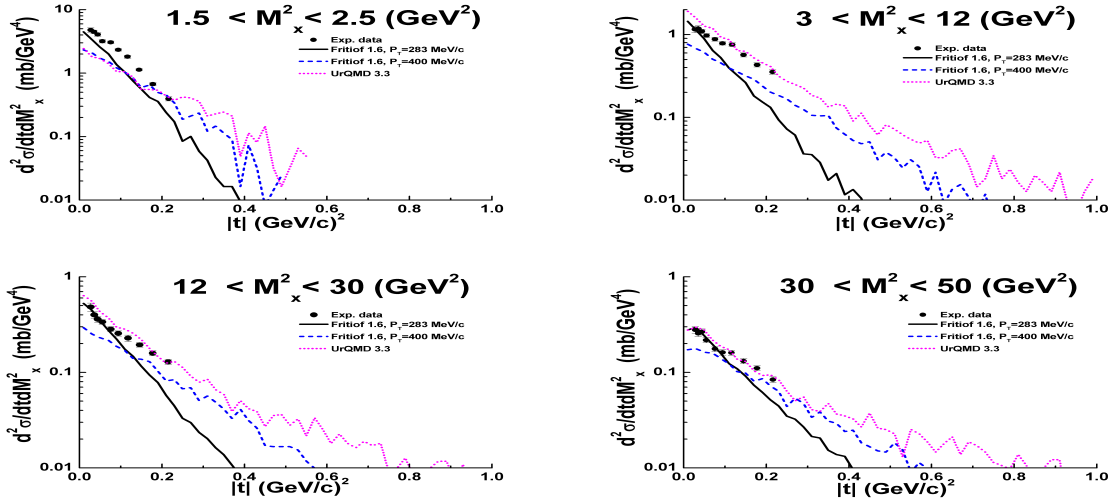 1.5 < M²ₓ < 2.5 (GeV²)
d²σ/dtdM²ₓ (mb/GeV⁴)
10
1
0.1
0.01
Exp. data
Fritiof 1.6, P_T=283 MeV/c
Fritiof 1.6, P_T=400 MeV/c
UrQMD 3.3
0.0 0.2 0.4 0.6 0.8 1.0
|t| (GeV/c)²
3 < M²ₓ < 12 (GeV²)
d²σ/dtdM²ₓ (mb/GeV⁴)
1
0.1
0.01
Exp. data
Fritiof 1.6, P_T=283 MeV/c
Fritiof 1.6, P_T=400 MeV/c
UrQMD 3.3
0.0 0.2 0.4 0.6 0.8 1.0
|t| (GeV/c)²
12 < M²ₓ < 30 (GeV²)
d²σ/dtdM²ₓ (mb/GeV⁴)
1
0.1
0.01
Exp. data
Fritiof 1.6, P_T=283 MeV/c
Fritiof 1.6, P_T=400 MeV/c
UrQMD 3.3
0.0 0.2 0.4 0.6 0.8 1.0
|t| (GeV/c)²
30 < M²ₓ < 50 (GeV²)
d²σ/dtdM²ₓ (mb/GeV⁴)
1
0.1
0.01
Exp. data
Fritiof 1.6, P_T=283 MeV/c
Fritiof 1.6, P_T=400 MeV/c
UrQMD 3.3
0.0 0.2 0.4 0.6 0.8 1.0
|t| (GeV/c)²